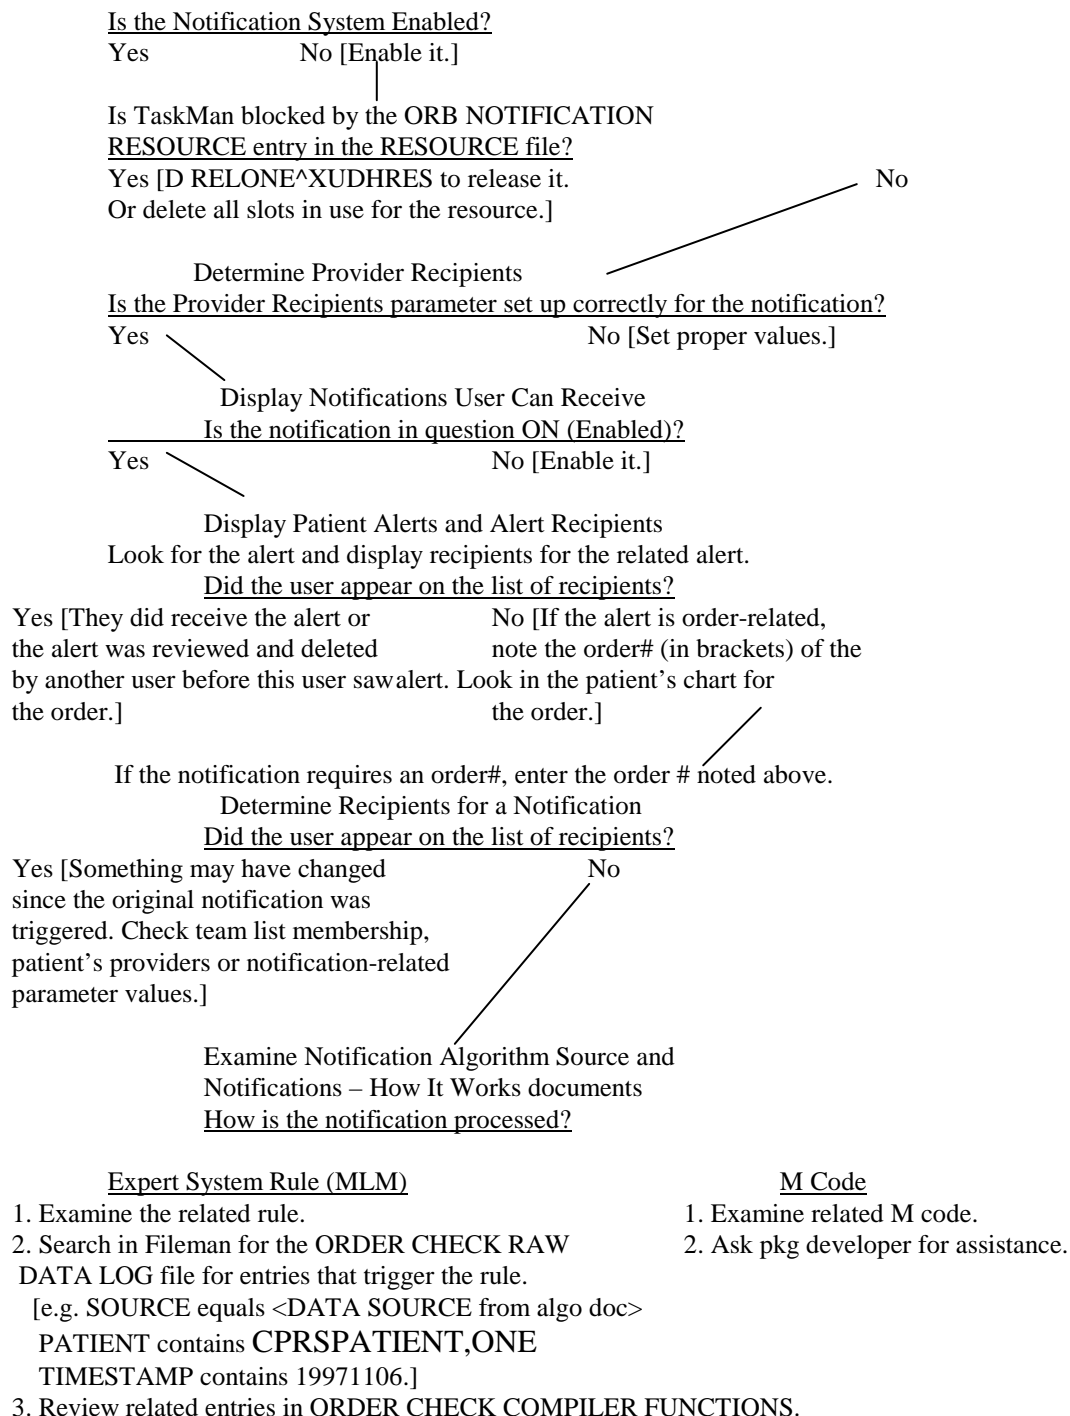 Is the Notification System Enabled?
Yes No [Enable it.]
Is TaskMan blocked by the ORB NOTIFICATION
RESOURCE entry in the RESOURCE file?
Yes [D RELONE^XUDHRES to release it. No
Or delete all slots in use for the resource.]
Determine Provider Recipients
Is the Provider Recipients parameter set up correctly for the notification?
Yes No [Set proper values.]
Display Notifications User Can Receive
Is the notification in question ON (Enabled)?
Yes No [Enable it.]
Display Patient Alerts and Alert Recipients
Look for the alert and display recipients for the related alert.
Did the user appear on the list of recipients?
Yes [They did receive the alert or No [If the alert is order-related,
the alert was reviewed and deleted note the order# (in brackets) of the
by another user before this user sawalert. Look in the patient’s chart for
the order.] the order.]
If the notification requires an order#, enter the order # noted above.
Determine Recipients for a Notification
Did the user appear on the list of recipients?
Yes [Something may have changed No
since the original notification was
triggered. Check team list membership,
patient’s providers or notification-related
parameter values.]
Examine Notification Algorithm Source and
Notifications – How It Works documents
How is the notification processed?
Expert System Rule (MLM) M Code
1. Examine the related rule. 1. Examine related M code.
2. Search in Fileman for the ORDER CHECK RAW 2. Ask pkg developer for assistance.
DATA LOG file for entries that trigger the rule.
[e.g. SOURCE equals <DATA SOURCE from algo doc>
PATIENT contains CPRSPATIENT,ONE
TIMESTAMP contains 19971106.]
3. Review related entries in ORDER CHECK COMPILER FUNCTIONS.